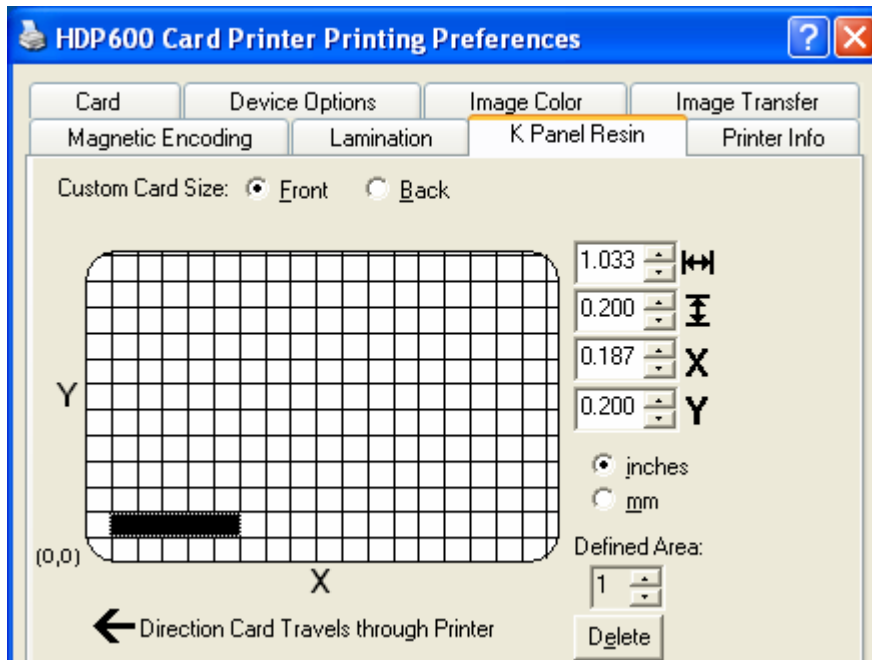 HDP600 Card Printer Printing Preferences
Card Device Options Image Color Image Transfer
Magnetic Encoding Lamination K Panel Resin Printer Info
Custom Card Size: Front Back
1.033
0.200
0.187 X
0.200 Y
Y
inches
mm
(0,0)
X
Defined Area:
1
Direction Card Travels through Printer
Delete